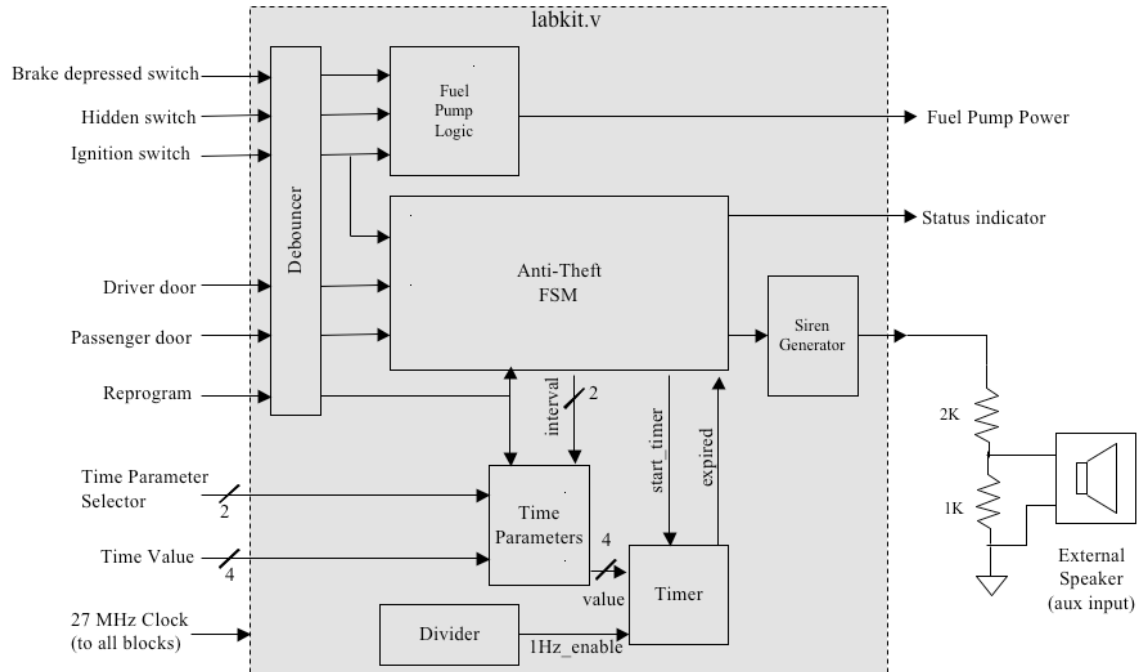 labkit.v
Brake depressed switch
Hidden switch
Ignition switch
Debouncer
Fuel
Pump
Logic
Fuel Pump Power
Status indicator
Anti-Theft
FSM
Driver door
Passenger door
Reprogram
Siren
Generator
interval
2
start_timer
expired
2K
1K
Time Parameter
Selector
2
Time
Parameters
Time Value
4
4
value
Timer
External
Speaker
(aux input)
27 MHz Clock
(to all blocks)
Divider
1Hz_enable